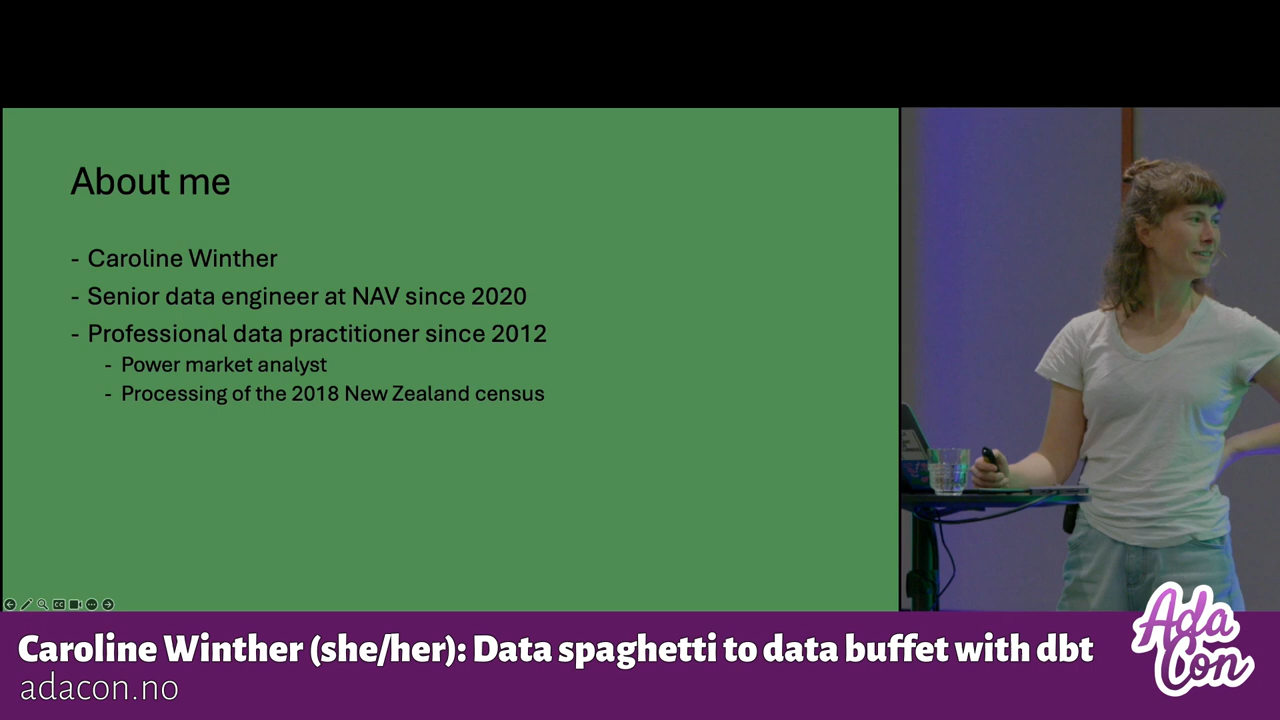 About me
- Caroline Winther
- Senior data engineer at NAV since 2020
- Professional data practitioner since 2012
- Power market analyst
- Processing of the 2018 New Zealand census
Caroline Winther (she/her): Data spaghetti to data buffet with dbt
adacon.no
Ada
Con